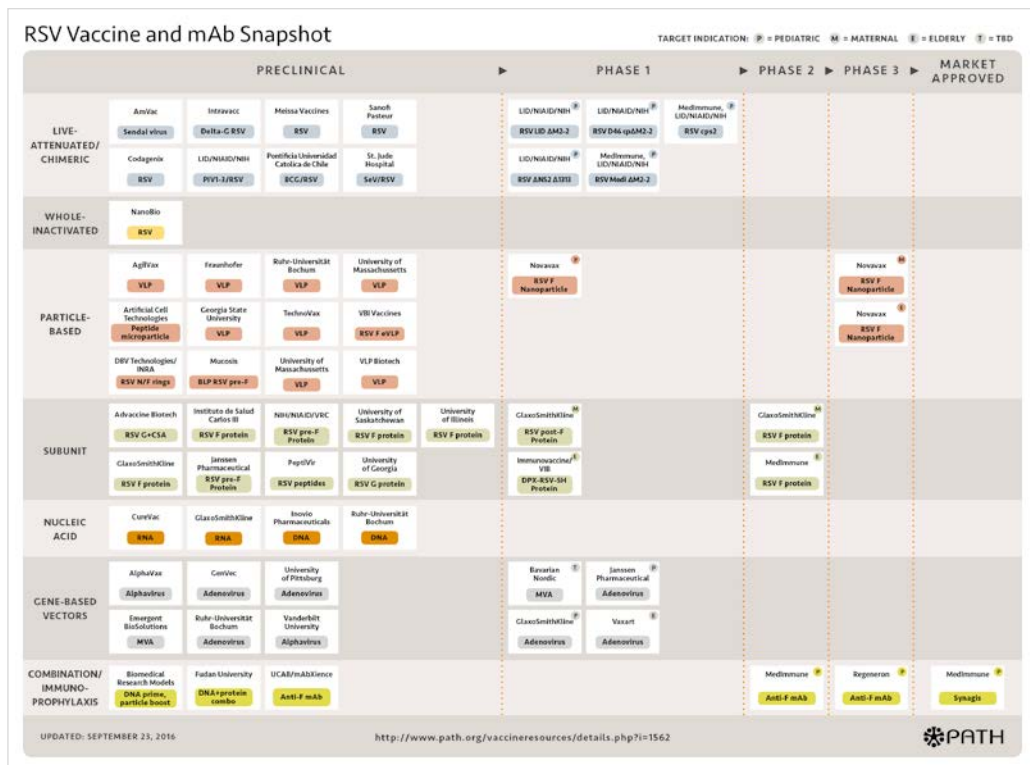 RSV Vaccine and mAb Snapshot
TARGET INDICATION: P = PEDIATRIC M = MATERNAL E = ELDERLY T = TBD
PRECLINICAL
PHASE 1
PHASE 2
PHASE 3
MARKET
APPROVED
LIVE-
ATTENUATED/
CHIMERIC
AmVac
Sendai virus
Intravacc
Delta-G RSV
Meissa Vaccines
RSV
Sanofi
Pasteur
RSV
LID/NIAID/NIH P
RSV LID ΔM2-2
LID/NIAID/NIH P
RSV D46 cpΔM2-2
MedImmune, P
LID/NIAID/NIH
RSV cps2
Codagenix
RSV
LID/NIAID/NIH
PIV1-3/RSV
Pontificia Universidad
Catolica de Chile
BCG/RSV
St. Jude
Hospital
SeV/RSV
LID/NIAID/NIH P
RSV ΔNS2 Δ1313
MedImmune, P
LID/NIAID/NIH
RSV Medi ΔM2-2
WHOLE-
INACTIVATED
NanoBio
RSV
PARTICLE-
BASED
AgilVax
VLP
Fraunhofer
VLP
Ruhr-Universität
Bochum
VLP
University of
Massachussetts
VLP
Novavax P
RSV F
Nanoparticle
Novavax M
RSV F
Nanoparticle
Artificial Cell
Technologies
Peptide
microparticle
Georgia State
University
VLP
TechnoVax
VLP
VBI Vaccines
RSV F eVLP
Novavax E
RSV F
Nanoparticle
DBV Technologies/
INRA
RSV N/F rings
Mucosis
BLP RSV pre-F
University of
Massachussetts
VLP
VLP Biotech
VLP
SUBUNIT
Advaccine Biotech
RSV G+CSA
Instituto de Salud
Carlos III
RSV F protein
NIH/NIAID/VRC
RSV pre-F
Protein
University of
Saskatchewan
RSV F protein
University
of Illinois
RSV F protein
GlaxoSmithKline M
RSV post-F
Protein
GlaxoSmithKline M
RSV F protein
GlaxoSmithKline
RSV F protein
Janssen
Pharmaceutical
RSV pre-F
Protein
PeptiVir
RSV peptides
University
of Georgia
RSV G protein
Immunovaccine/ E
VIB
DPX-RSV-SH
Protein
MedImmune E
RSV F protein
NUCLEIC
ACID
CureVac
RNA
GlaxoSmithKline
RNA
Inovio
Pharmaceuticals
DNA
Ruhr-Universität
Bochum
DNA
GENE-BASED
VECTORS
AlphaVax
Alphavirus
GenVec
Adenovirus
University
of Pittsburg
Adenovirus
Bavarian T
Nordic
MVA
Janssen P
Pharmaceutical
Adenovirus
Emergent
BioSolutions
MVA
Ruhr-Universität
Bochum
Adenovirus
Vanderbilt
University
Alphavirus
GlaxoSmithKline P
Adenovirus
Vaxart E
Adenovirus
COMBINATION/
IMMUNO-
PROPHYLAXIS
Biomedical
Research Models
DNA prime,
particle boost
Fudan University
DNA+protein
combo
UCAB/mAbXience
Anti-F mAb
MedImmune P
Anti-F mAb
Regeneron P
Anti-F mAb
MedImmune P
Synagis
UPDATED: SEPTEMBER 23, 2016
http://www.path.org/vaccineresources/details.php?i=1562
PATH